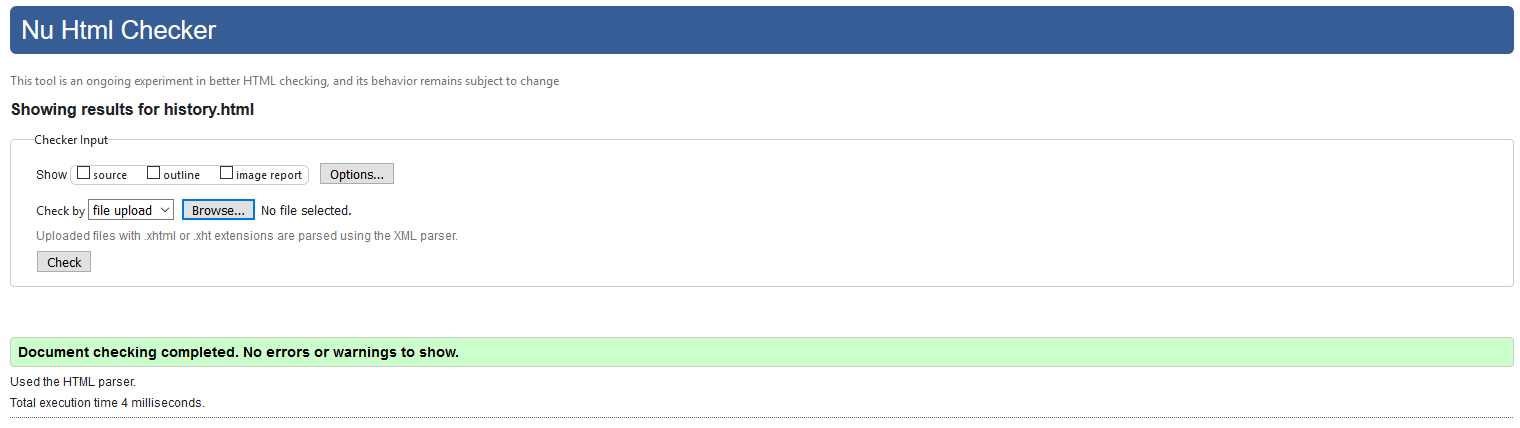 Nu Html Checker
This tool is an ongoing experiment in better HTML checking, and its behavior remains subject to change
Showing results for history.html
Checker Input
Show source outline image report Options...
Check by file upload Browse... No file selected.
Uploaded files with .xhtml or .xht extensions are parsed using the XML parser.
Check
Document checking completed. No errors or warnings to show.
Used the HTML parser.
Total execution time 4 milliseconds.